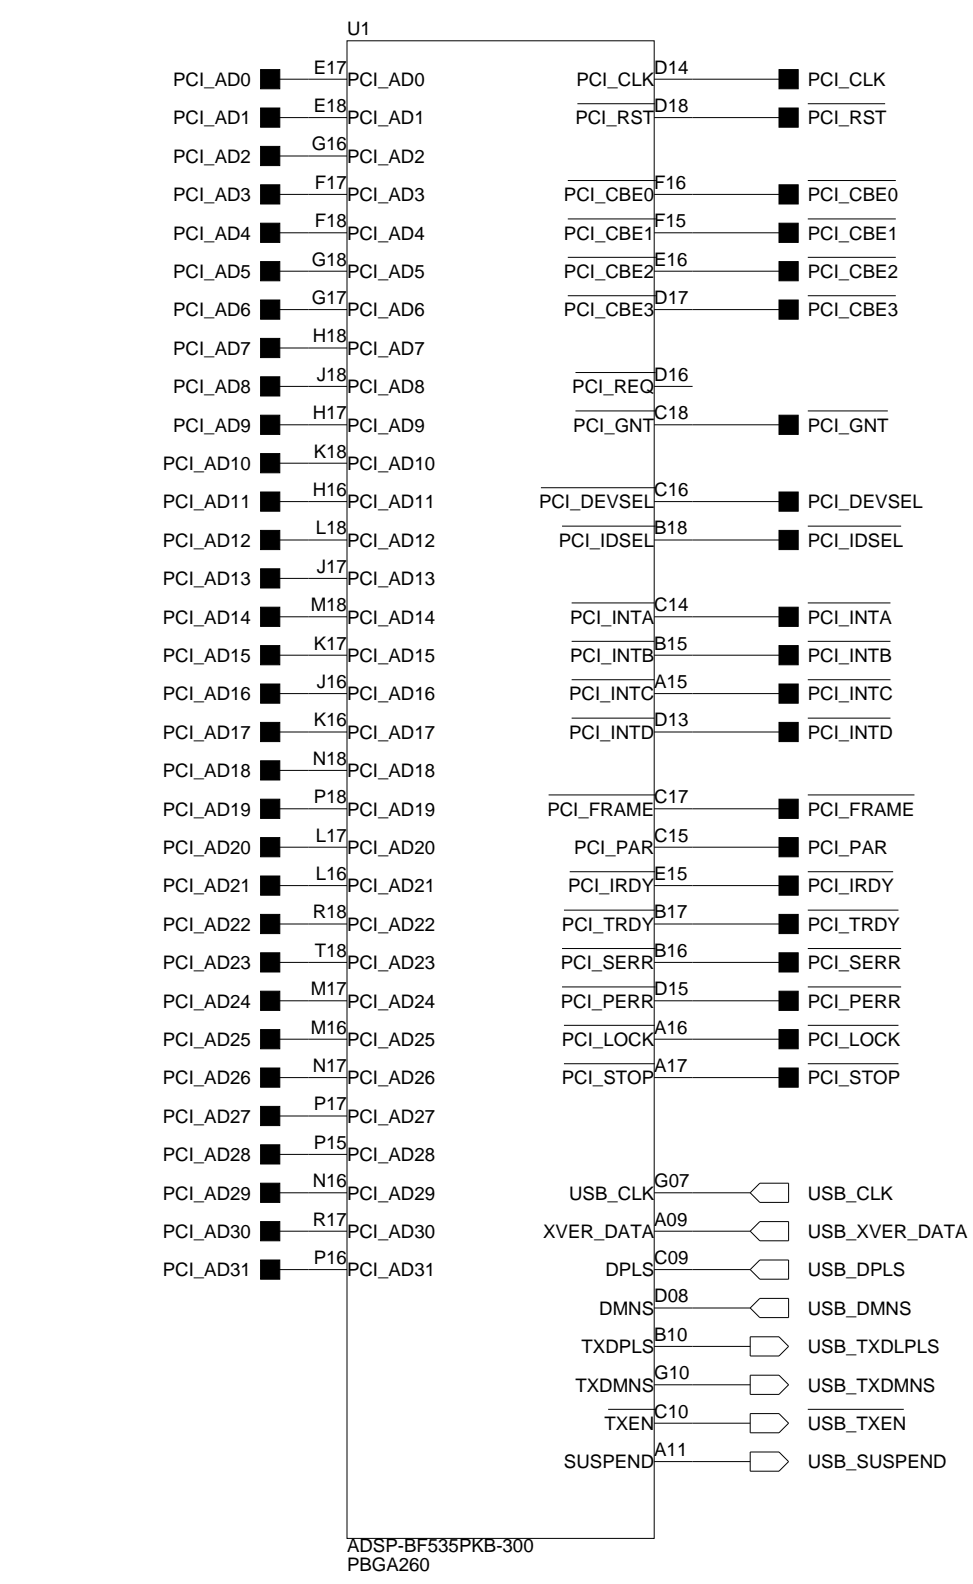 U1
PCI_AD0 E17 PCI_AD0 PCI_CLK D14 PCI_CLK
PCI_AD1 E18 PCI_AD1 PCI_RST D18 PCI_RST
PCI_AD2 G16 PCI_AD2
PCI_AD3 F17 PCI_AD3 PCI_CBE0 F16 PCI_CBE0
PCI_AD4 F18 PCI_AD4 PCI_CBE1 F15 PCI_CBE1
PCI_AD5 G18 PCI_AD5 PCI_CBE2 E16 PCI_CBE2
PCI_AD6 G17 PCI_AD6 PCI_CBE3 D17 PCI_CBE3
PCI_AD7 H18 PCI_AD7
PCI_AD8 J18 PCI_AD8 PCI_REQ D16
PCI_AD9 H17 PCI_AD9 PCI_GNT C18 PCI_GNT
PCI_AD10 K18 PCI_AD10
PCI_AD11 H16 PCI_AD11 PCI_DEVSEL C16 PCI_DEVSEL
PCI_AD12 L18 PCI_AD12 PCI_IDSEL B18 PCI_IDSEL
PCI_AD13 J17 PCI_AD13
PCI_AD14 M18 PCI_AD14 PCI_INTA C14 PCI_INTA
PCI_AD15 K17 PCI_AD15 PCI_INTB B15 PCI_INTB
PCI_AD16 J16 PCI_AD16 PCI_INTC A15 PCI_INTC
PCI_AD17 K16 PCI_AD17 PCI_INTD D13 PCI_INTD
PCI_AD18 N18 PCI_AD18
PCI_AD19 P18 PCI_AD19 PCI_FRAME C17 PCI_FRAME
PCI_AD20 L17 PCI_AD20 PCI_PAR C15 PCI_PAR
PCI_AD21 L16 PCI_AD21 PCI_IRDY E15 PCI_IRDY
PCI_AD22 R18 PCI_AD22 PCI_TRDY B17 PCI_TRDY
PCI_AD23 T18 PCI_AD23 PCI_SERR B16 PCI_SERR
PCI_AD24 M17 PCI_AD24 PCI_PERR D15 PCI_PERR
PCI_AD25 M16 PCI_AD25 PCI_LOCK A16 PCI_LOCK
PCI_AD26 N17 PCI_AD26 PCI_STOP A17 PCI_STOP
PCI_AD27 P17 PCI_AD27
PCI_AD28 P15 PCI_AD28
PCI_AD29 N16 PCI_AD29 USB_CLK G07 USB_CLK
PCI_AD30 R17 PCI_AD30 XVER_DATA A09 USB_XVER_DATA
PCI_AD31 P16 PCI_AD31 DPLS C09 USB_DPLS
DMNS D08 USB_DMNS
TXDPLS B10 USB_TXDLPLS
TXDMNS G10 USB_TXDMNS
TXEN C10 USB_TXEN
SUSPEND A11 USB_SUSPEND
ADSP-BF535PKB-300
PBGA260